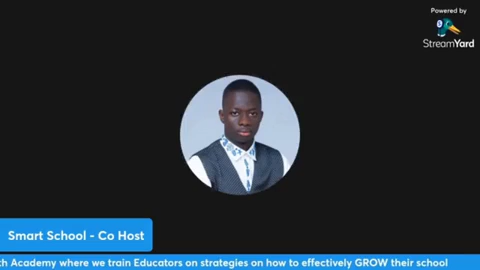 Powered by
StreamYard
Smart School - Co Host
th Academy where we train Educators on strategies on how to effectively GROW their school